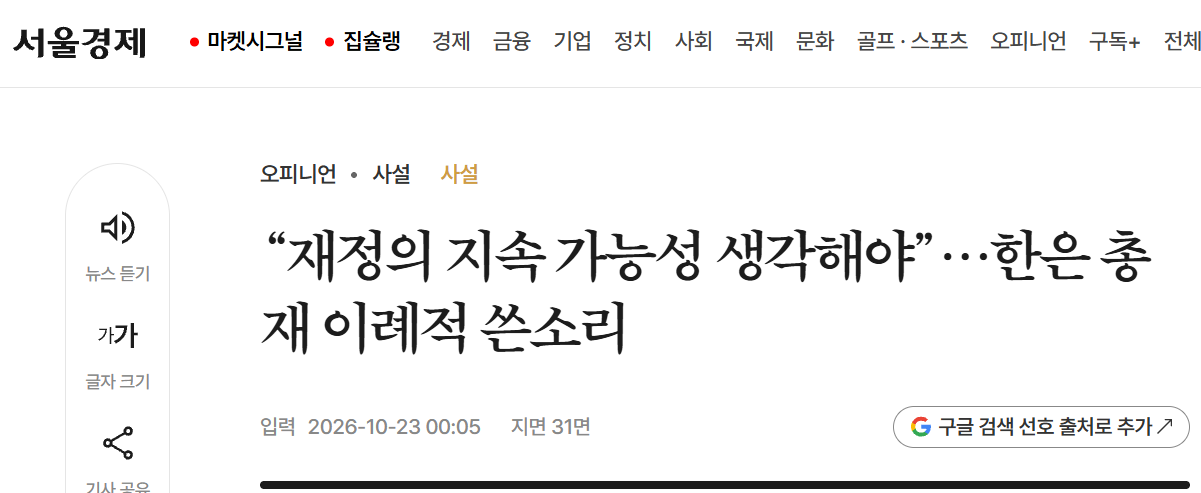 서울경제 • 마켓시그널 • 집슐랭 경제 금융 기업 정치 사회 국제 문화 골프 · 스포츠 오피니언 구독+ 전체
오피니언 • 사설 사설
“재정의 지속 가능성 생각해야”…한은 총
재 이례적 쓴소리
입력 2026-10-23 00:05 지면 31면
구글 검색 선호 출처로 추가
뉴스 듣기
가가
글자 크기
기사 공유